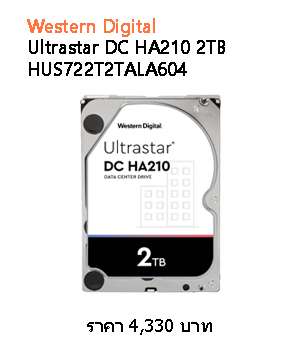 Western Digital
Ultrastar DC HA210 2TB
HUS722T2TALA604
Western Digital.
Ultrastar®
DC HA210
DATA CENTER DRIVE
2TB
ราคา 4,330 บาท